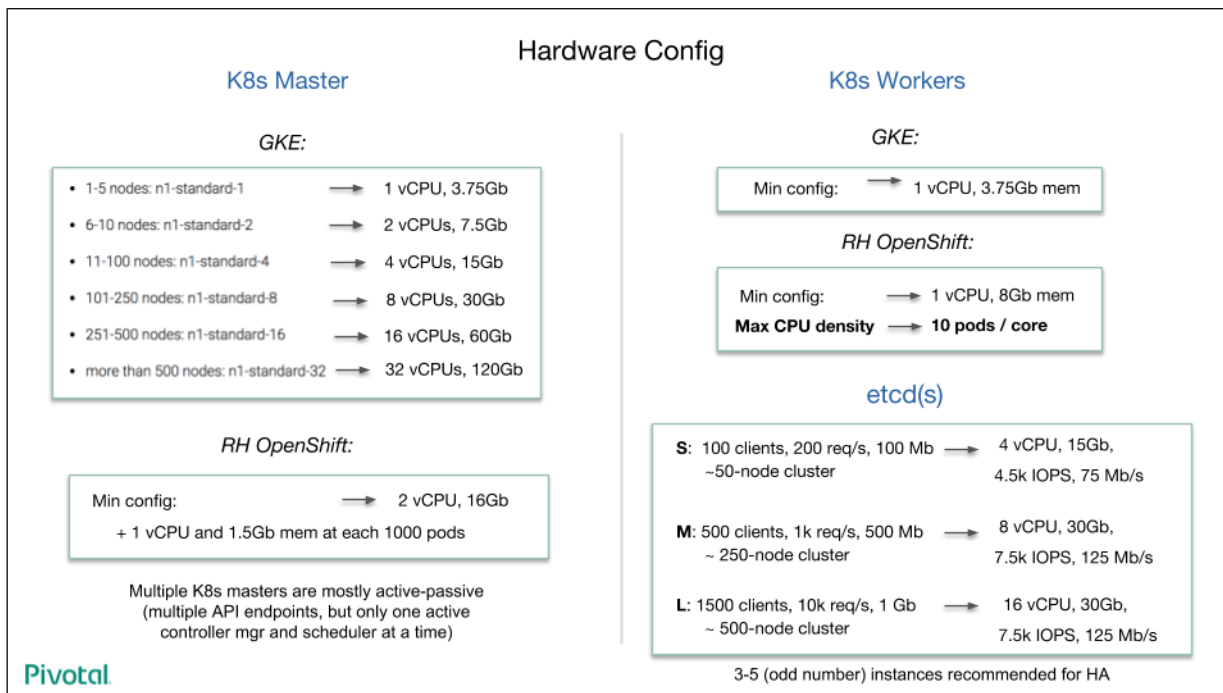 Hardware Config
K8s Master
GKE:
• 1-5 nodes: n1-standard-1 → 1 vCPU, 3.75Gb
• 6-10 nodes: n1-standard-2 → 2 vCPUs, 7.5Gb
• 11-100 nodes: n1-standard-4 → 4 vCPUs, 15Gb
• 101-250 nodes: n1-standard-8 → 8 vCPUs, 30Gb
• 251-500 nodes: n1-standard-16 → 16 vCPUs, 60Gb
• more than 500 nodes: n1-standard-32 → 32 vCPUs, 120Gb
RH OpenShift:
Min config: → 2 vCPU, 16Gb
+ 1 vCPU and 1.5Gb mem at each 1000 pods
Multiple K8s masters are mostly active-passive
(multiple API endpoints, but only one active
controller mgr and scheduler at a time)
K8s Workers
GKE:
Min config: → 1 vCPU, 3.75Gb mem
RH OpenShift:
Min config: → 1 vCPU, 8Gb mem
Max CPU density → 10 pods / core
etcd(s)
S: 100 clients, 200 req/s, 100 Mb → 4 vCPU, 15Gb,
~50-node cluster 4.5k IOPS, 75 Mb/s
M: 500 clients, 1k req/s, 500 Mb → 8 vCPU, 30Gb,
~ 250-node cluster 7.5k IOPS, 125 Mb/s
L: 1500 clients, 10k req/s, 1 Gb → 16 vCPU, 30Gb,
~ 500-node cluster 7.5k IOPS, 125 Mb/s
3-5 (odd number) instances recommended for HA
Pivotal